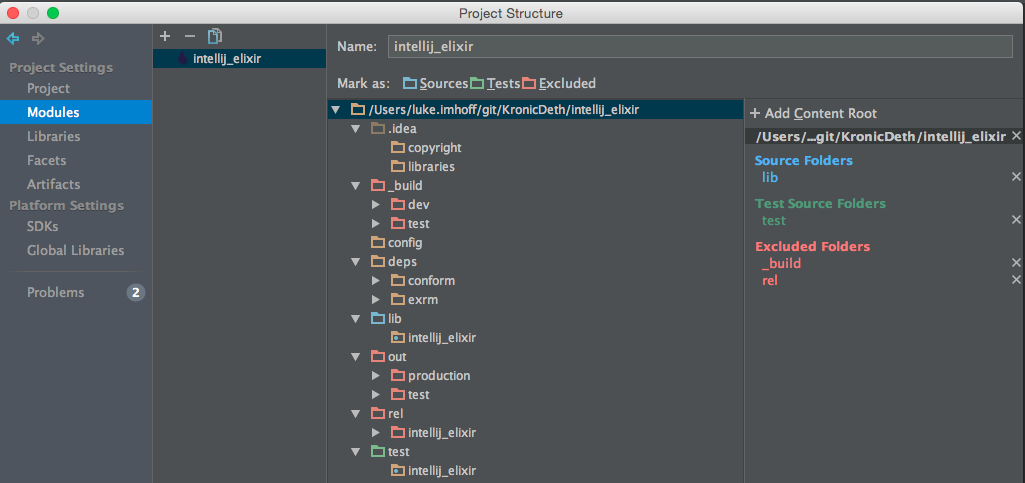 Project Structure
Project Settings
Project
Modules
Libraries
Facets
Artifacts
Platform Settings
SDKs
Global Libraries
Problems 2
intellij_elixir
Name: intellij_elixir
Mark as: Sources Tests Excluded
/Users/luke.imhoff/git/KronicDeth/intellij_elixir
.idea
copyright
libraries
_build
dev
test
config
deps
conform
exrm
lib
intellij_elixir
out
production
test
rel
intellij_elixir
test
intellij_elixir
+ Add Content Root
/Users/...git/KronicDeth/intellij_elixir
Source Folders
lib
Test Source Folders
test
Excluded Folders
_build
rel